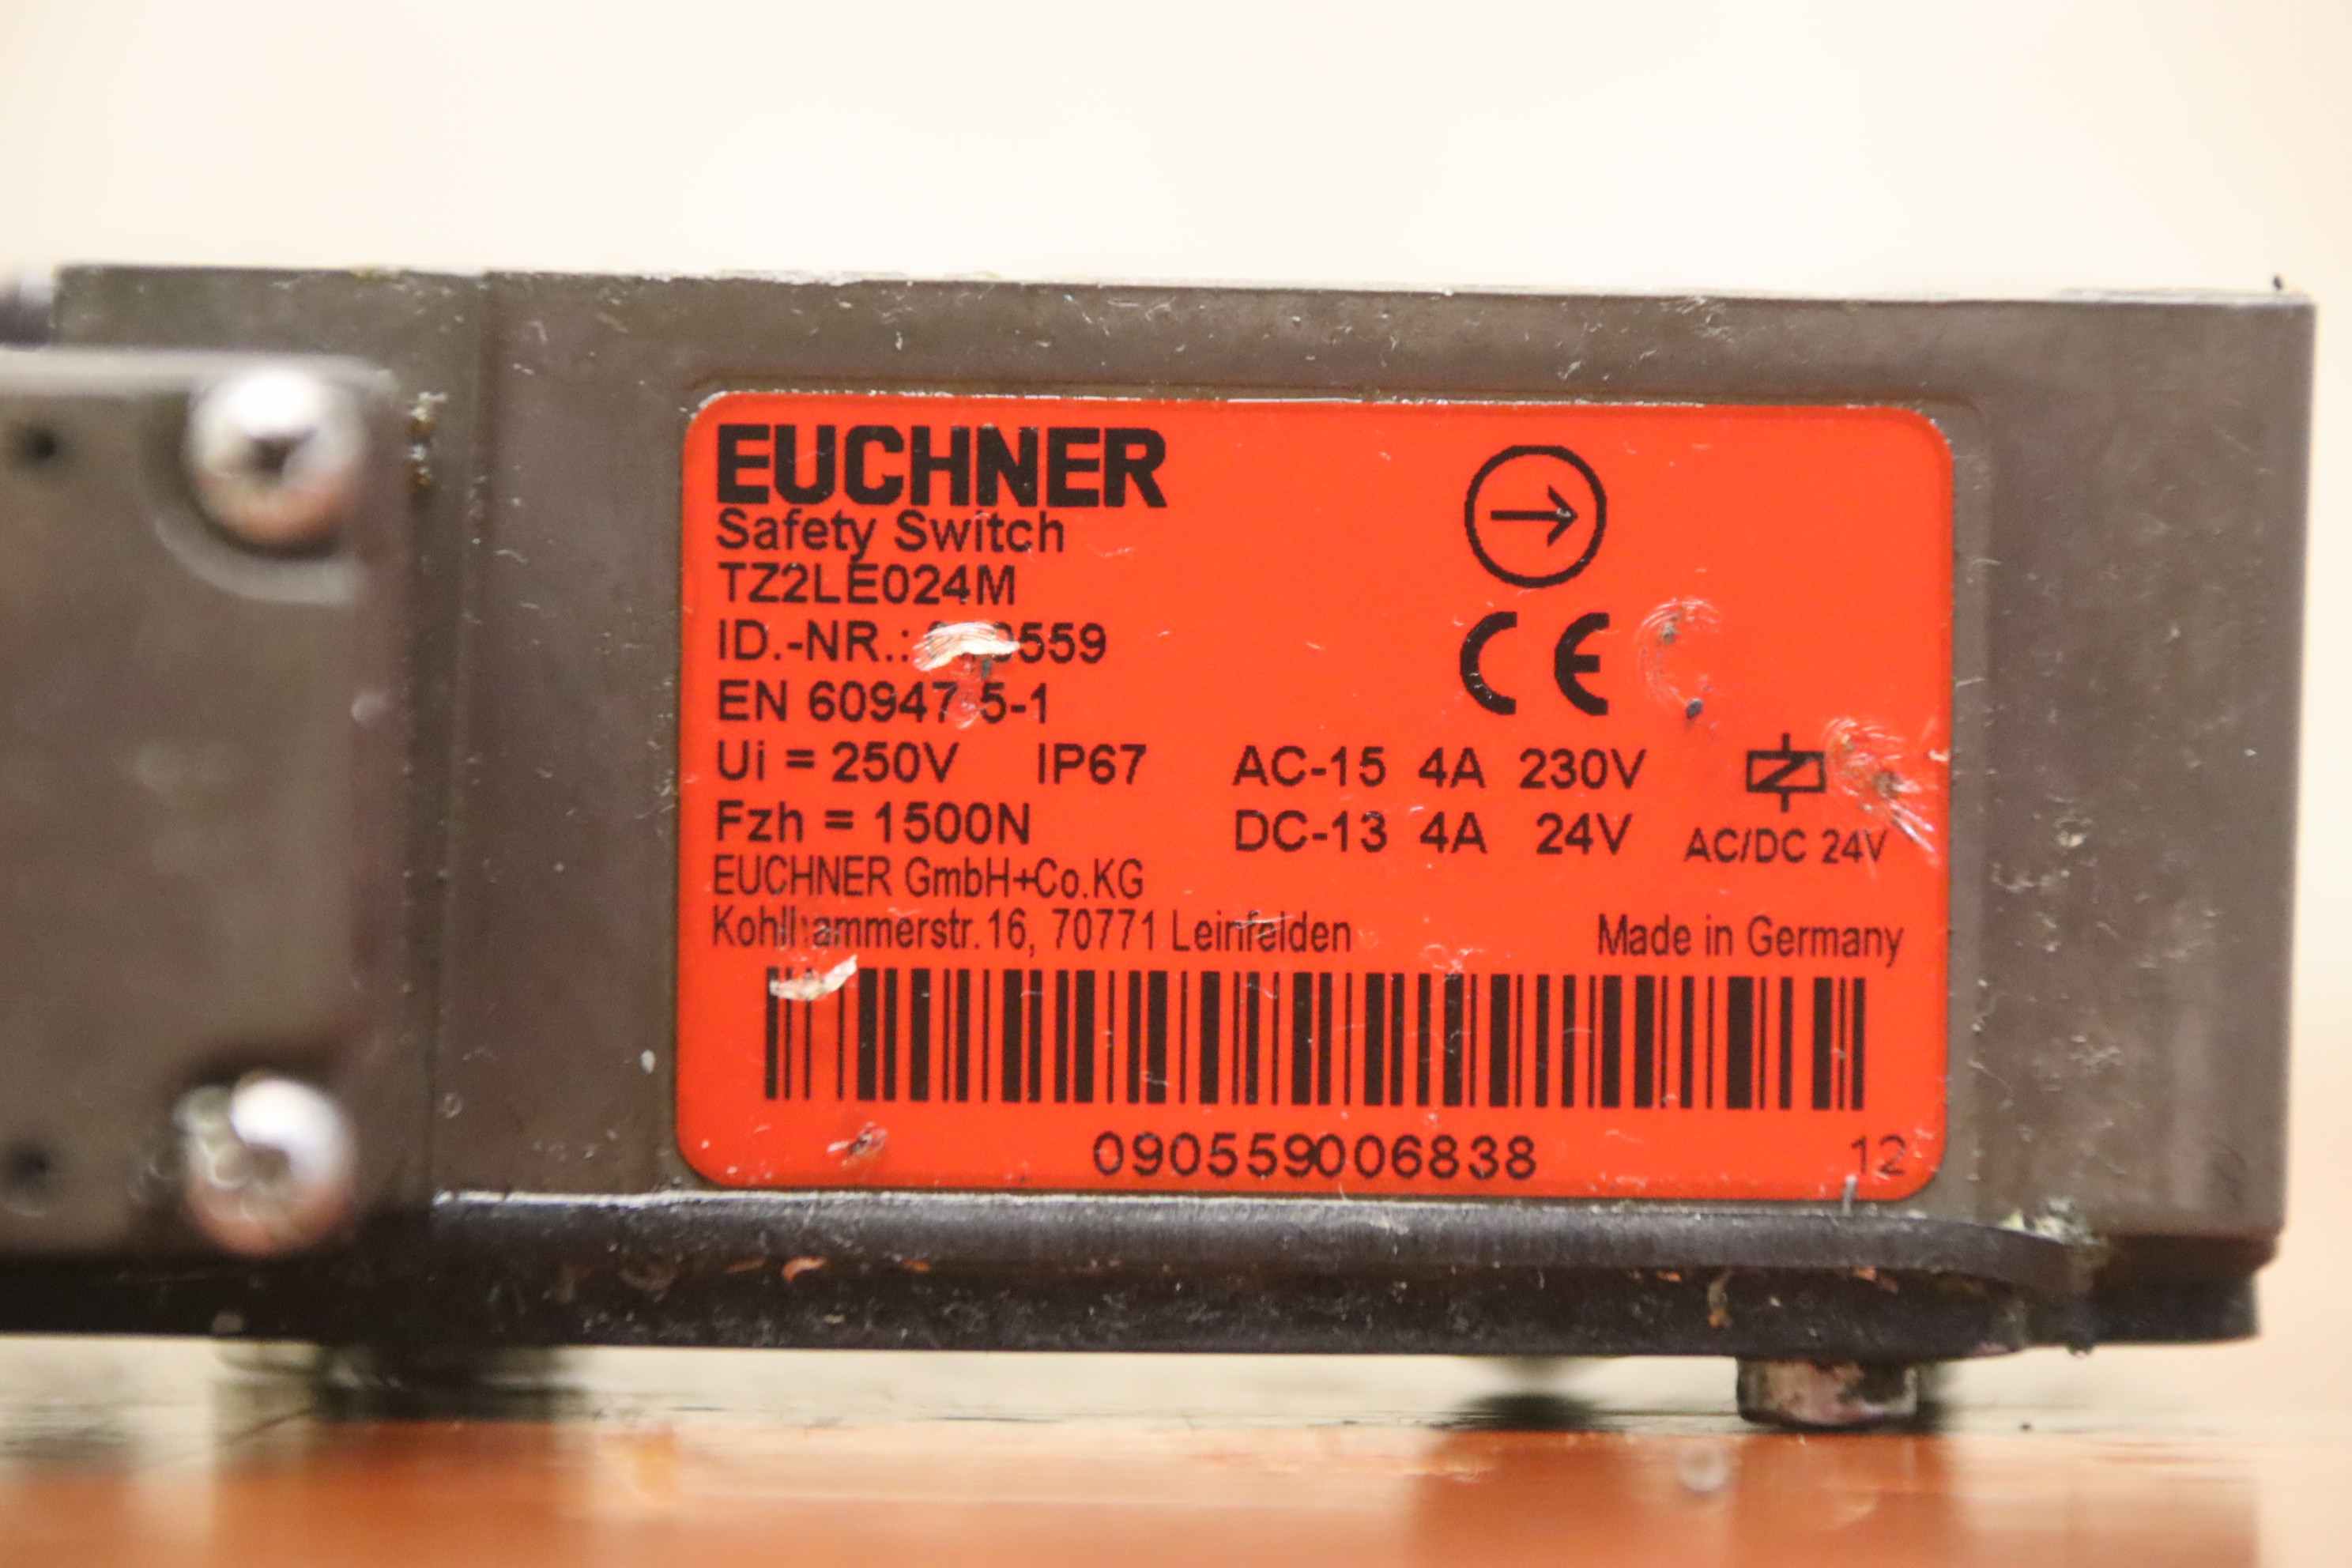 EUCHNER
Safety Switch
TZ2LE024M
ID.-NR.:
EN 60947-5-1
Ui = 250V IP67 AC-15 4A 230V
Fzh = 1500N DC-13 4A 24V AC/DC 24V
EUCHNER GmbH+Co.KG
Kohlhammerstr.16, 70771 Leinfelden Made in Germany
090559006838 12
CE